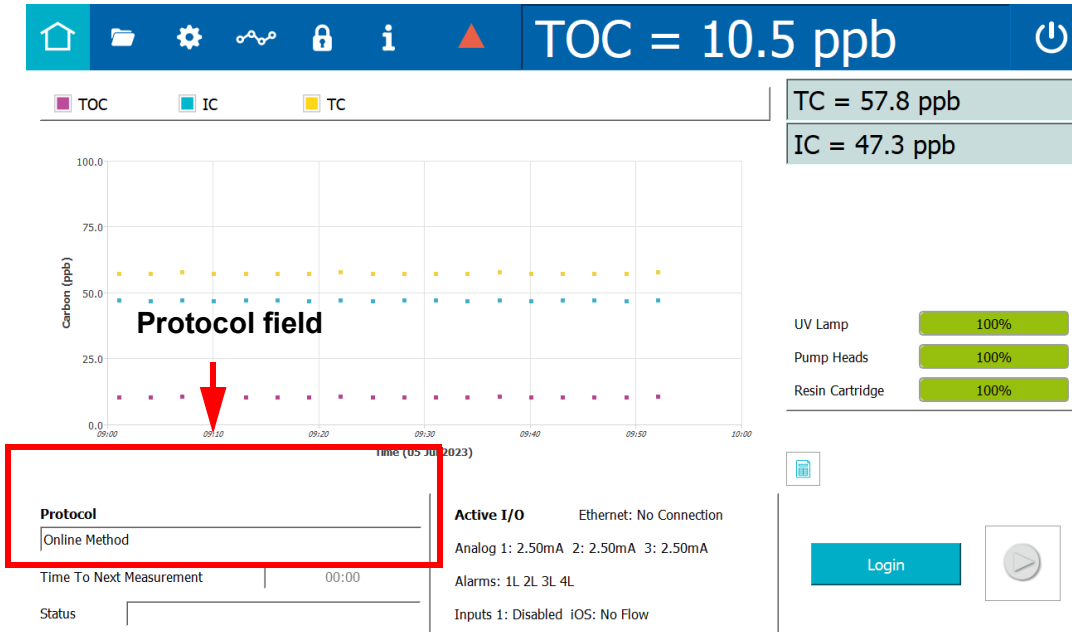 TOC = 10.5 ppb
TOC IC TC
TC = 57.8 ppb
IC = 47.3 ppb
100.0
75.0
50.0
25.0
0.0
Carbon (ppb)
09:00 09:10 09:20 09:30 09:40 09:50 10:00
Time (05 Jul 2023)
Protocol field
UV Lamp 100%
Pump Heads 100%
Resin Cartridge 100%
Protocol
Online Method
Time To Next Measurement 00:00
Status
Active I/O Ethernet: No Connection
Analog 1: 2.50mA 2: 2.50mA 3: 2.50mA
Alarms: 1L 2L 3L 4L
Inputs 1: Disabled iOS: No Flow
Login